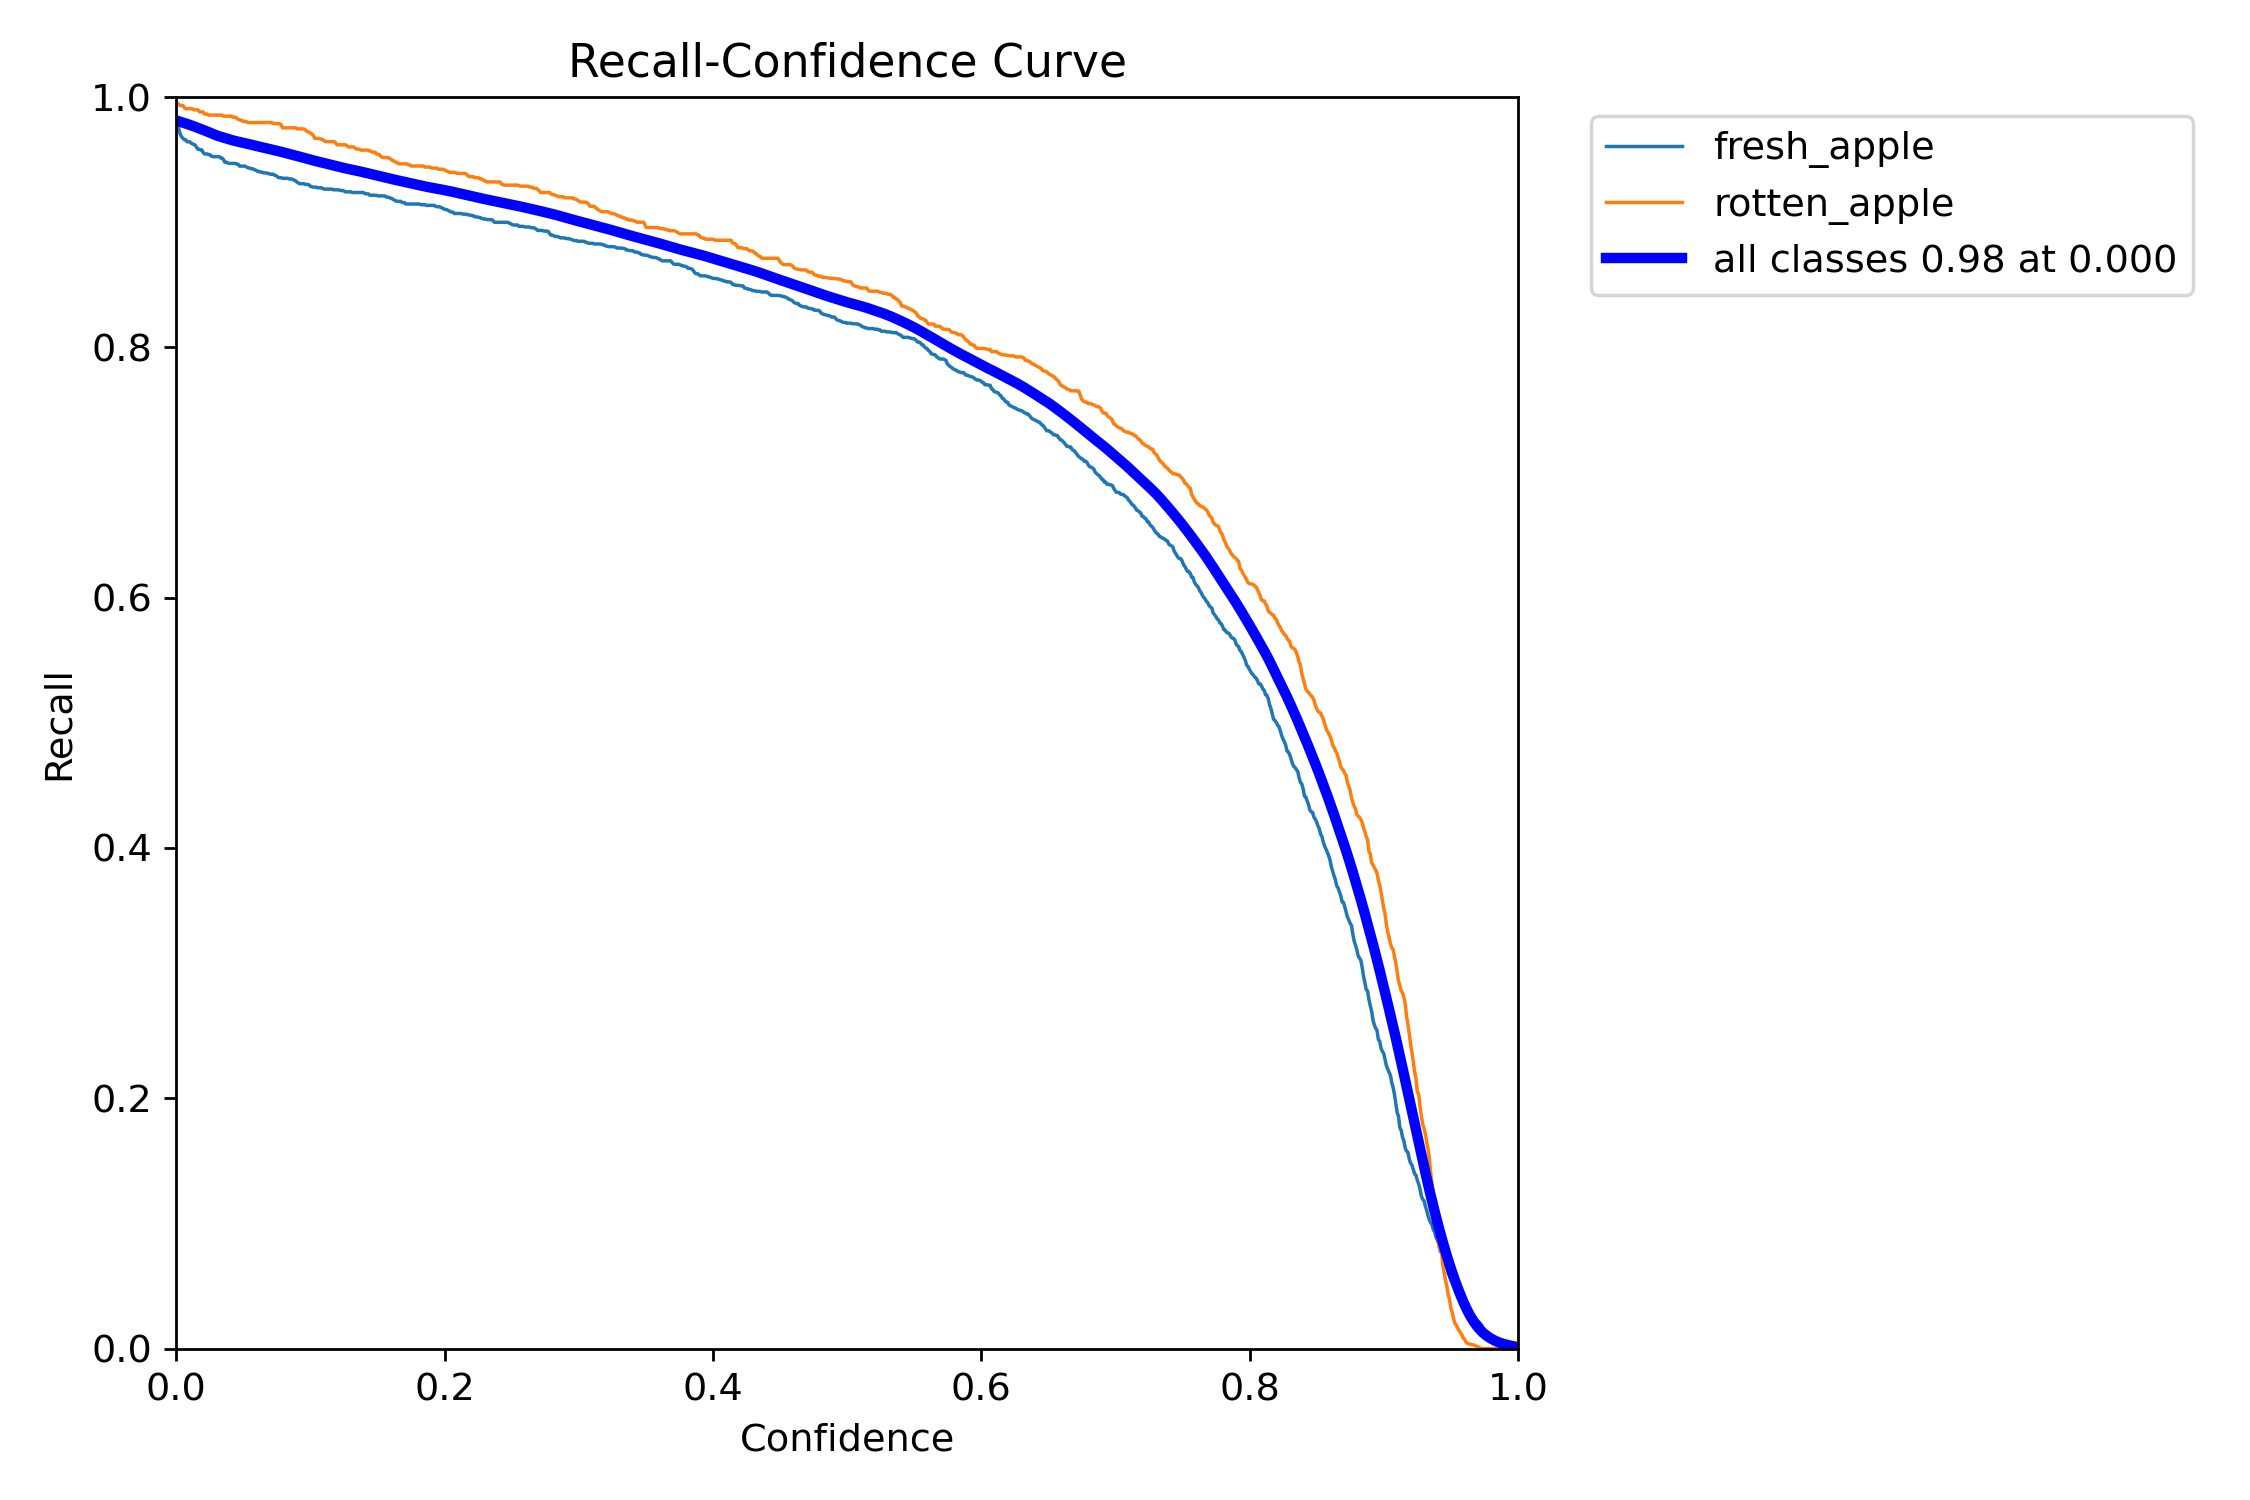 Recall-Confidence Curve
1.0
0.8
0.6
0.4
0.2
0.0
Recall
0.0 0.2 0.4 0.6 0.8 1.0
Confidence
fresh_apple
rotten_apple
all classes 0.98 at 0.000